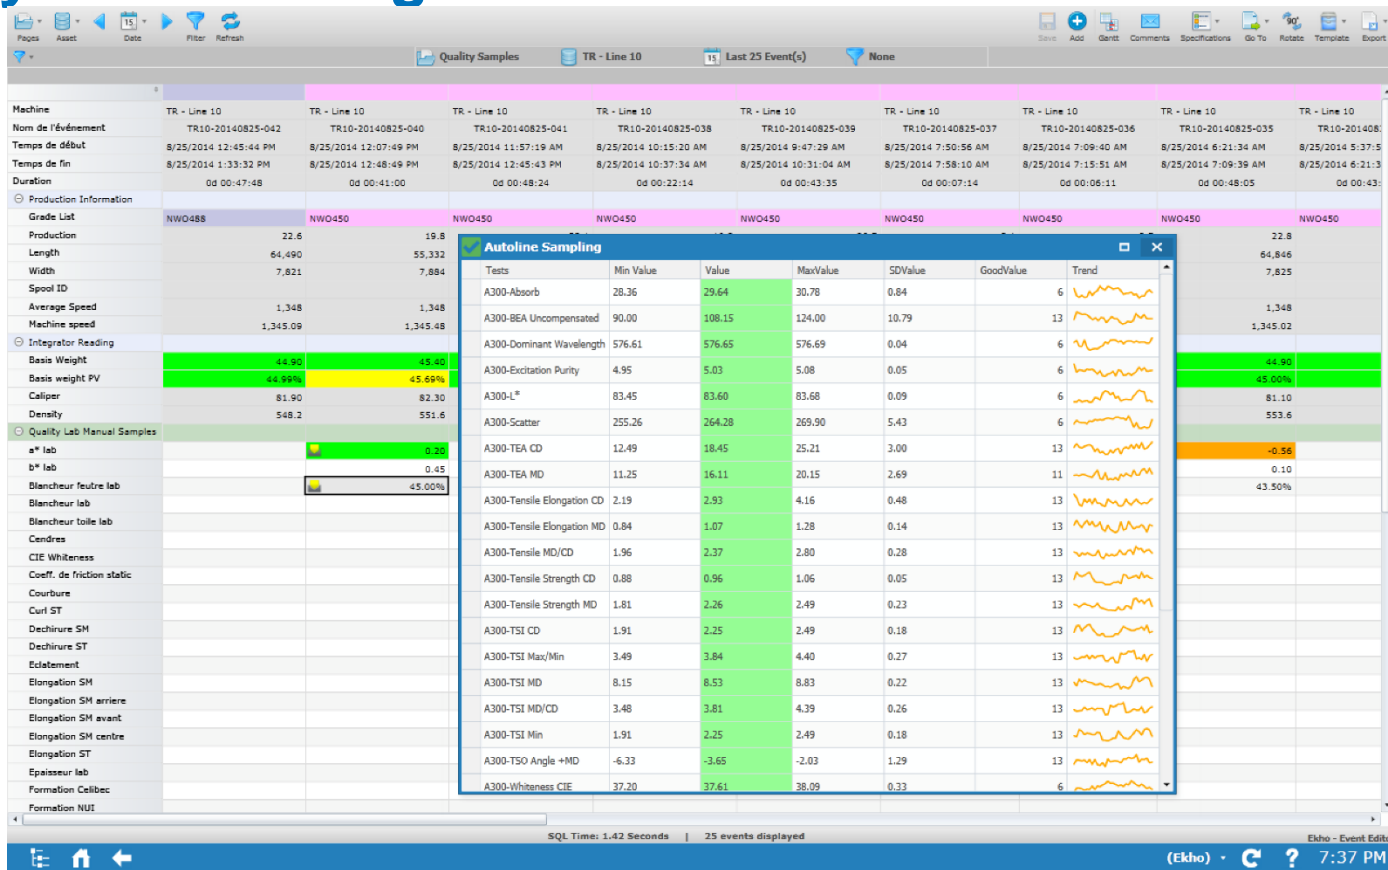 Pages Asset Date Filter Refresh Save Add Gantt Comments Specifications Go To Rotate Template Export
Quality Samples TR - Line 10 15 Last 25 Event(s) None
Machine TR - Line 10 TR - Line 10 TR - Line 10 TR - Line 10 TR - Line 10 TR - Line 10 TR - Line 10 TR - Line 10 TR - Line 10
Nom de l'événement TR10-20140825-042 TR10-20140825-040 TR10-20140825-041 TR10-20140825-038 TR10-20140825-039 TR10-20140825-037 TR10-20140825-036 TR10-20140825-035 TR10-201408
Temps de début 8/25/2014 12:45:44 PM 8/25/2014 12:07:49 PM 8/25/2014 11:57:19 AM 8/25/2014 10:15:20 AM 8/25/2014 9:47:29 AM 8/25/2014 7:50:56 AM 8/25/2014 7:09:40 AM 8/25/2014 6:21:34 AM 8/25/2014 5:37:5
Temps de fin 8/25/2014 1:33:32 PM 8/25/2014 12:48:49 PM 8/25/2014 12:45:43 PM 8/25/2014 10:37:34 AM 8/25/2014 10:31:04 AM 8/25/2014 7:58:10 AM 8/25/2014 7:15:51 AM 8/25/2014 7:09:39 AM 8/25/2014 6:21:3
Duration 0d 00:47:48 0d 00:41:00 0d 00:48:24 0d 00:22:14 0d 00:43:35 0d 00:07:14 0d 00:06:11 0d 00:48:05 0d 00:43:
Production Information
Grade List NWO488 NWO450 NWO450 NWO450 NWO450 NWO450 NWO450 NWO450 NWO450
Production 22.6 19.8 22.8
Length 64,490 55,332 64,846
Width 7,821 7,884 7,825
Spool ID
Average Speed 1,348 1,348 1,348
Machine speed 1,345.09 1,345.48 1,345.02
Integrator Reading
Basis Weight 44.90 45.40 44.90
Basis weight PV 44.99% 45.69% 45.00%
Caliper 81.90 82.30 81.10
Density 548.2 551.6 553.6
Quality Lab Manual Samples
a* lab 0.20 -0.56
b* lab 0.45 0.10
Blancheur feutre lab 45.00% 43.50%
Blancheur lab
Blancheur toile lab
Cendres
CIE Whiteness
Coeff. de friction static
Courbure
Curl ST
Dechirure SM
Dechirure ST
Eclatement
Elongation SM
Elongation SM arriere
Elongation SM avant
Elongation SM centre
Elongation ST
Epaisseur lab
Formation Celibec
Formation NUI
Autoline Sampling
Tests Min Value Value MaxValue SDValue GoodValue Trend
A300-Absorb 28.36 29.64 30.78 0.84 6
A300-BEA Uncompensated 90.00 108.15 124.00 10.79 13
A300-Dominant Wavelength 576.61 576.65 576.69 0.04 6
A300-Excitation Purity 4.95 5.03 5.08 0.05 6
A300-L* 83.45 83.60 83.68 0.09 6
A300-Scatter 255.26 264.28 269.90 5.43 6
A300-TEA CD 12.49 18.45 25.21 3.00 13
A300-TEA MD 11.25 16.11 20.15 2.69 11
A300-Tensile Elongation CD 2.19 2.93 4.16 0.48 13
A300-Tensile Elongation MD 0.84 1.07 1.28 0.14 13
A300-Tensile MD/CD 1.96 2.37 2.80 0.28 13
A300-Tensile Strength CD 0.88 0.96 1.06 0.05 13
A300-Tensile Strength MD 1.81 2.26 2.49 0.23 13
A300-TSI CD 1.91 2.25 2.49 0.18 13
A300-TSI Max/Min 3.49 3.84 4.40 0.27 13
A300-TSI MD 8.15 8.53 8.83 0.22 13
A300-TSI MD/CD 3.48 3.81 4.39 0.26 13
A300-TSI Min 1.91 2.25 2.49 0.18 13
A300-TSO Angle +MD -6.33 -3.65 -2.03 1.29 13
A300-Whiteness CIE 37.20 37.61 38.09 0.33 6
SQL Time: 1.42 Seconds | 25 events displayed
Ekho - Event Edit
(Ekho) 7:37 PM